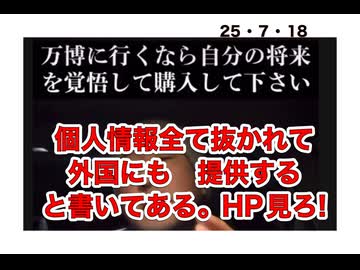 25・7・18
万博に行くなら自分の将来
を覚悟して購入して下さい
個人情報全て抜かれて
外国にも 提供する
と書いてある。HP見ろ!